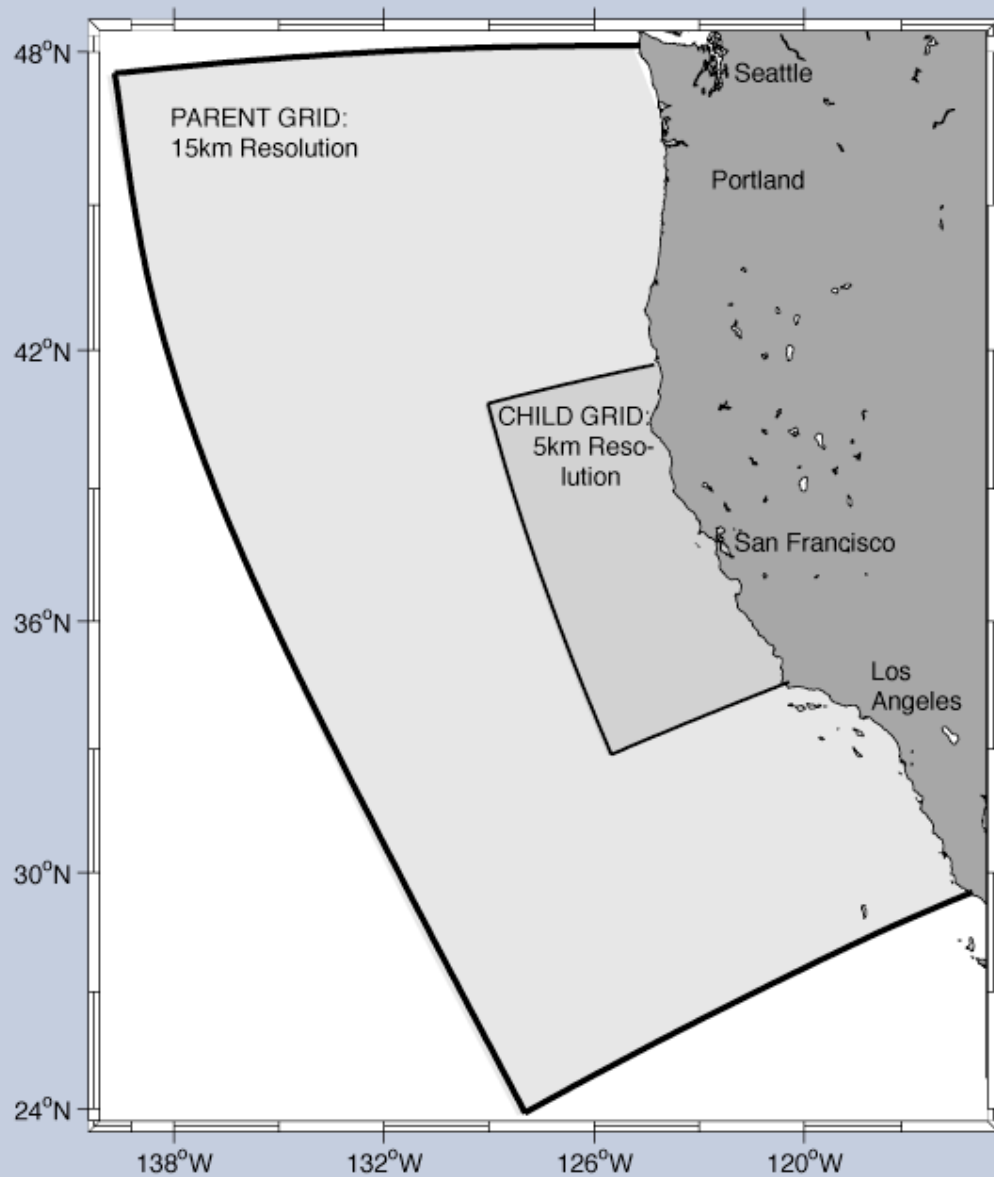 48°N
Seattle
PARENT GRID:
15km Resolution
Portland
42°N
CHILD GRID:
5km Reso-
lution
San Francisco
36°N
Los
Angeles
30°N
24°N
138°W 132°W 126°W 120°W